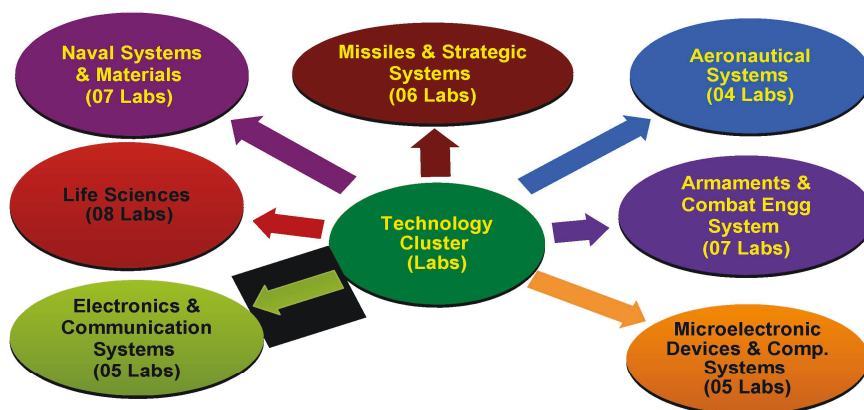 Naval Systems
& Materials
(07 Labs)
Missiles & Strategic
Systems
(06 Labs)
Aeronautical
Systems
(04 Labs)
Life Sciences
(08 Labs)
Technology
Cluster
(Labs)
Armaments &
Combat Engg
System
(07 Labs)
Electronics &
Communication
Systems
(05 Labs)
Microelectronic
Devices & Comp.
Systems
(05 Labs)